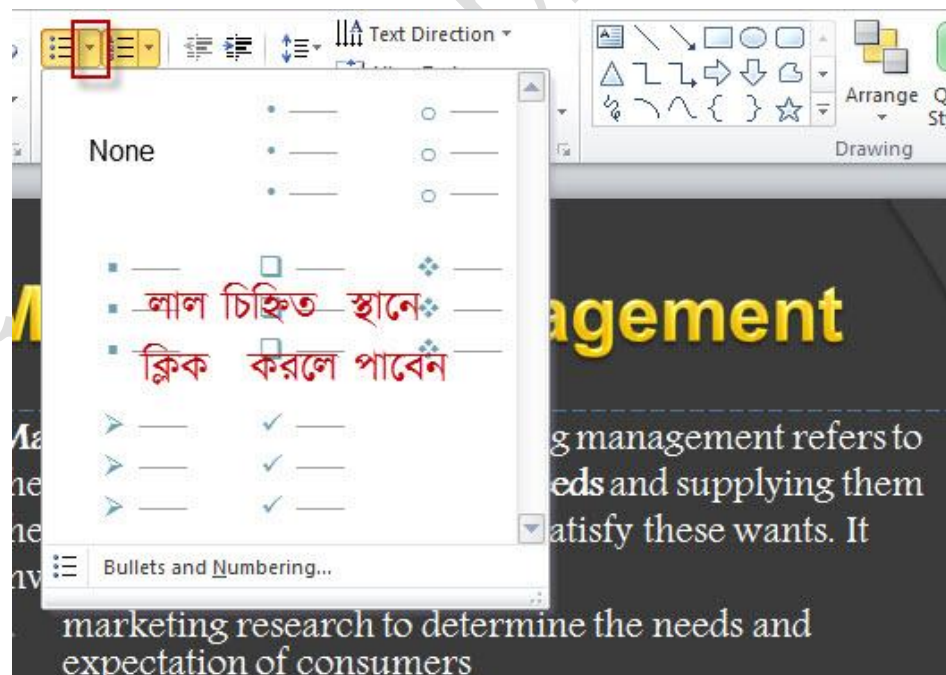 Text Direction
Arrange
Drawing
None
লাল চিহ্নিত স্থানে
ক্লিক করলে পাবেন
agement
g management refers to
eds and supplying them
atisfy these wants. It
Bullets and Numbering...
marketing research to determine the needs and
expectation of consumers